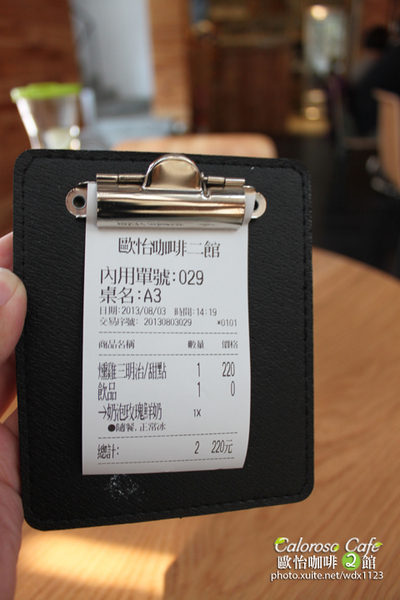 歐怡咖啡二館
內用單號:029
桌名:A3
日期:2013/08/03 時間:14:19
交易序號: 20130803029 *0101
商品名稱 數量 價格
燻雞三明治/甜點 1 220
飲品 1 0
→奶泡玫瑰鮮奶 1X
●隨餐, 正常冰
總計: 2 220元
Caloroso Cafe
歐怡咖啡2館
photo.xuite.net/wdx1123